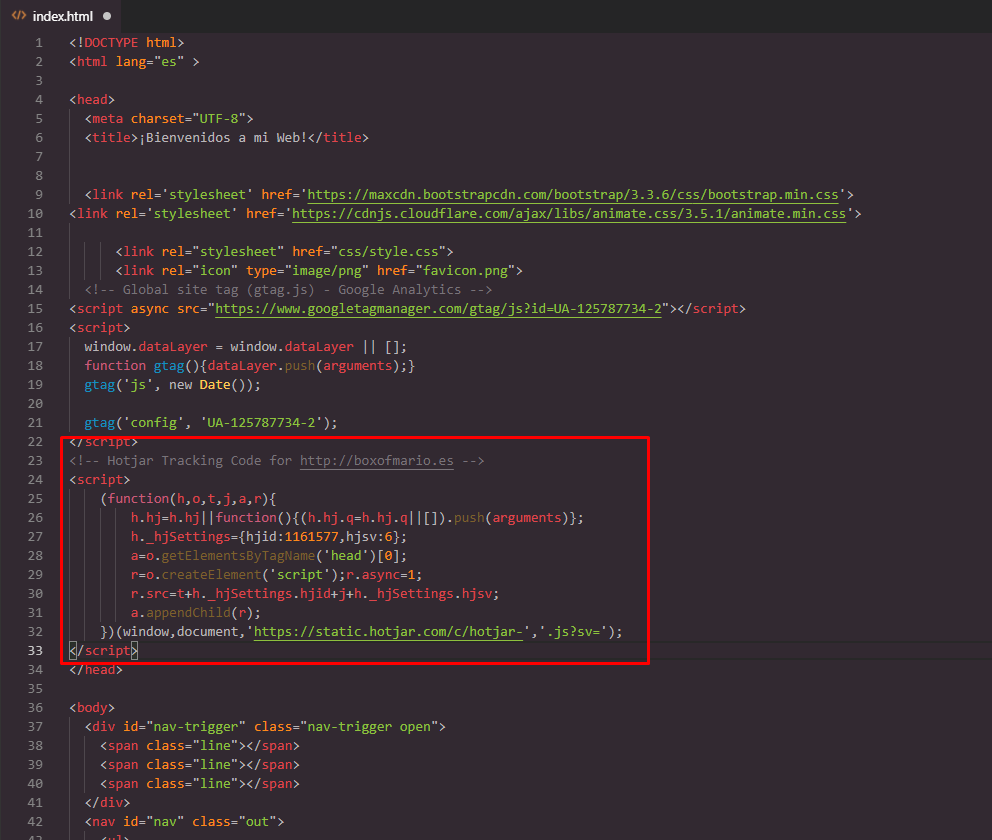 index.html
1 <!DOCTYPE html>
2 <html lang="es" >
3
4 <head>
5 <meta charset="UTF-8">
6 <title>¡Bienvenidos a mi Web!</title>
7
8
9 <link rel='stylesheet' href='https://maxcdn.bootstrapcdn.com/bootstrap/3.3.6/css/bootstrap.min.css'>
10 <link rel='stylesheet' href='https://cdnjs.cloudflare.com/ajax/libs/animate.css/3.5.1/animate.min.css'>
11
12 <link rel="stylesheet" href="css/style.css">
13 <link rel="icon" type="image/png" href="favicon.png">
14 <!-- Global site tag (gtag.js) - Google Analytics -->
15 <script async src="https://www.googletagmanager.com/gtag/js?id=UA-125787734-2"></script>
16 <script>
17 window.dataLayer = window.dataLayer || [];
18 function gtag(){dataLayer.push(arguments);}
19 gtag('js', new Date());
20
21 gtag('config', 'UA-125787734-2');
22 </script>
23 <!-- Hotjar Tracking Code for http://boxofmario.es -->
24 <script>
25 (function(h,o,t,j,a,r){
26 h.hj=h.hj||function(){(h.hj.q=h.hj.q||[]).push(arguments)};
27 h._hjSettings={hjid:1161577,hjsv:6};
28 a=o.getElementsByTagName('head')[0];
29 r=o.createElement('script');r.async=1;
30 r.src=t+h._hjSettings.hjid+j+h._hjSettings.hjsv;
31 a.appendChild(r);
32 })(window,document,'https://static.hotjar.com/c/hotjar-','.js?sv=');
33 </script>
34 </head>
35
36 <body>
37 <div id="nav-trigger" class="nav-trigger open">
38 <span class="line"></span>
39 <span class="line"></span>
40 <span class="line"></span>
41 </div>
42 <nav id="nav" class="out">
43 <ul>